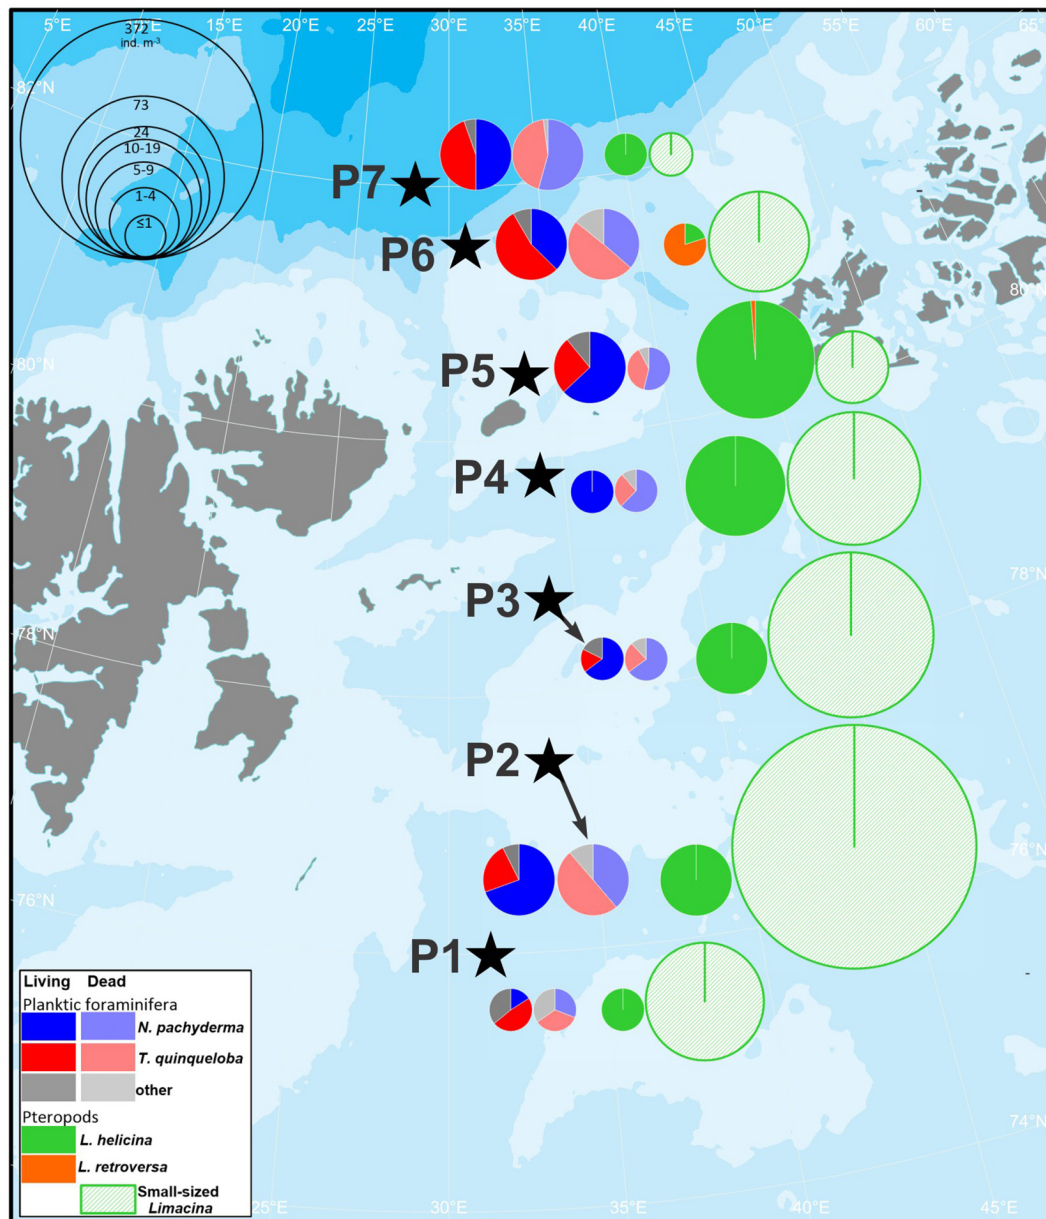 5°E 10°E 15°E 20°E 25°E 30°E 35°E 40°E 45°E 55°E 60°E 65°
372
ind. m⁻³
82°N
73
24
10-19
5-9
1-4
≤1
P7
P6
80°
80°N
P5
P4
78°N
P3
78°N
P2
76°N
76°N
P1
Living Dead
Planktic foraminifera
N. pachyderma
T. quinqueloba
other
Pteropods
L. helicina
L. retroversa
Small-sized
Limacina
74°N
25°E 35°E 40°E 45°E